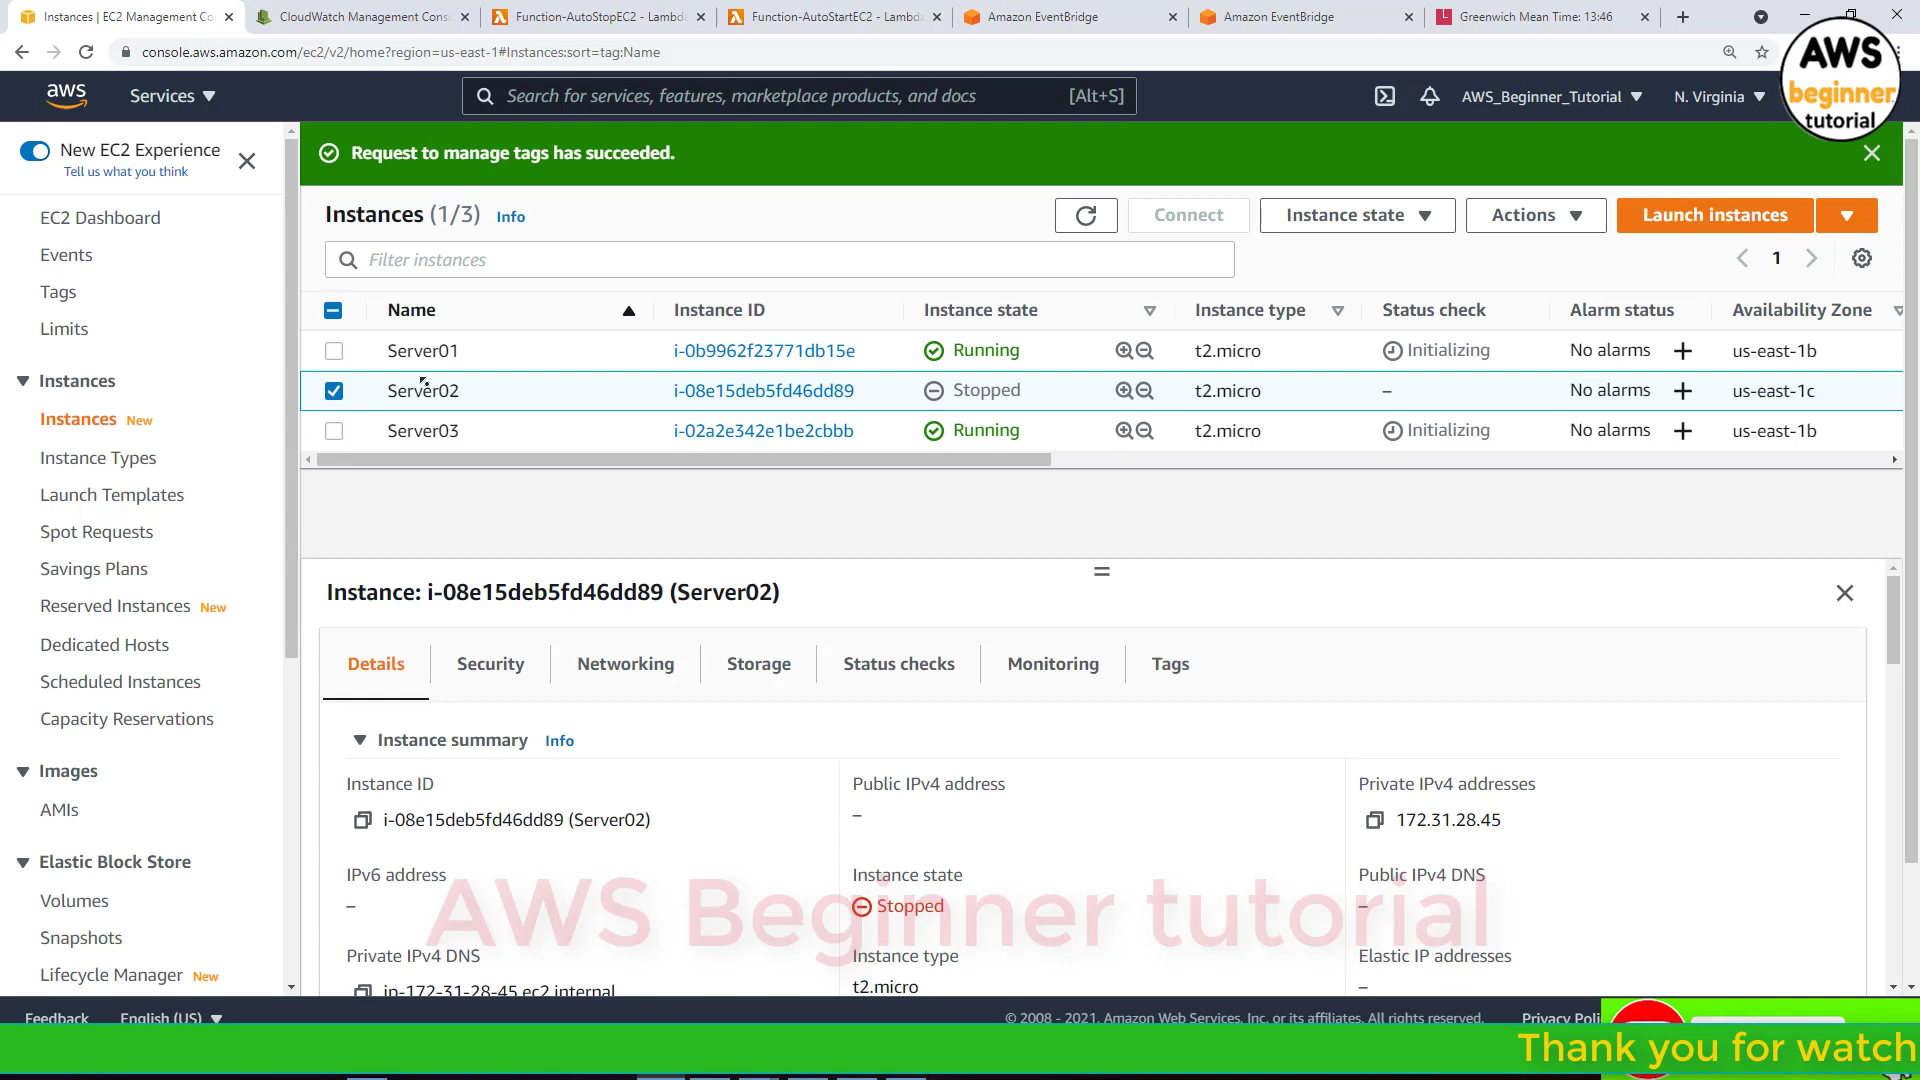 Instances | EC2 Management Co
CloudWatch Management Cons
Function-AutoStopEC2 - Lambda
Function-AutoStartEC2 - Lambda
Amazon EventBridge
Amazon EventBridge
Greenwich Mean Time: 13:46
console.aws.amazon.com/ec2/v2/home?region=us-east-1#Instances:sort=tag:Name
AWS
beginner
tutorial
aws
Services
Search for services, features, marketplace products, and docs
[Alt+S]
AWS_Beginner_Tutorial
N. Virginia
New EC2 Experience
Tell us what you think
EC2 Dashboard
Events
Tags
Limits
Instances
Instances New
Instance Types
Launch Templates
Spot Requests
Savings Plans
Reserved Instances New
Dedicated Hosts
Scheduled Instances
Capacity Reservations
Images
AMIs
Elastic Block Store
Volumes
Snapshots
Lifecycle Manager New
Request to manage tags has succeeded.
Instances (1/3) Info
Connect
Instance state
Actions
Launch instances
Filter instances
1
Name Instance ID Instance state Instance type Status check Alarm status Availability Zone
Server01 i-0b9962f23771db15e Running t2.micro Initializing No alarms + us-east-1b
Server02 i-08e15deb5fd46dd89 Stopped t2.micro – No alarms + us-east-1c
Server03 i-02a2e342e1be2cbbb Running t2.micro Initializing No alarms + us-east-1b
Instance: i-08e15deb5fd46dd89 (Server02)
Details Security Networking Storage Status checks Monitoring Tags
Instance summary Info
Instance ID
i-08e15deb5fd46dd89 (Server02)
Public IPv4 address
–
Private IPv4 addresses
172.31.28.45
IPv6 address
–
Instance state
Stopped
Public IPv4 DNS
–
AWS Beginner tutorial
Private IPv4 DNS
ip-172-31-28-45.ec2.internal
Instance type
t2.micro
Elastic IP addresses
–
Feedback English (US)
© 2008 - 2021, Amazon Web Services, Inc. or its affiliates. All rights reserved.
Privacy Poli
Thank you for watch